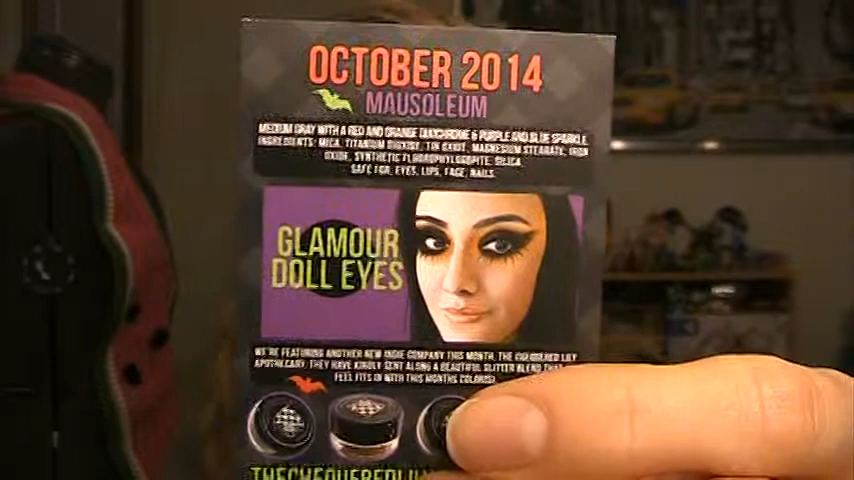 OCTOBER 2014
MAUSOLEUM
MEDIUM GRAY WITH A RED AND ORANGE DUOCHROME & PURPLE AND BLUE SPARKLE.
INGREDIENTS: MICA, TITANIUM DIOXIDE, TIN OXIDE, MAGNESIUM STEARATE, IRON
OXIDE, SYNTHETIC FLUORPHLOGOPITE, SILICA
SAFE FOR: EYES, LIPS, FACE, NAILS
GLAMOUR
DOLL EYES
WE'RE FEATURING ANOTHER NEW INDIE COMPANY THIS MONTH, THE CHEQUERED LILY
APOTHECARY. THEY HAVE KINDLY SENT ALONG A BEAUTIFUL GLITTER BLEND THAT
FEEL FITS IN WITH THIS MONTHS COLORS!
THECHEQUEREDLIL